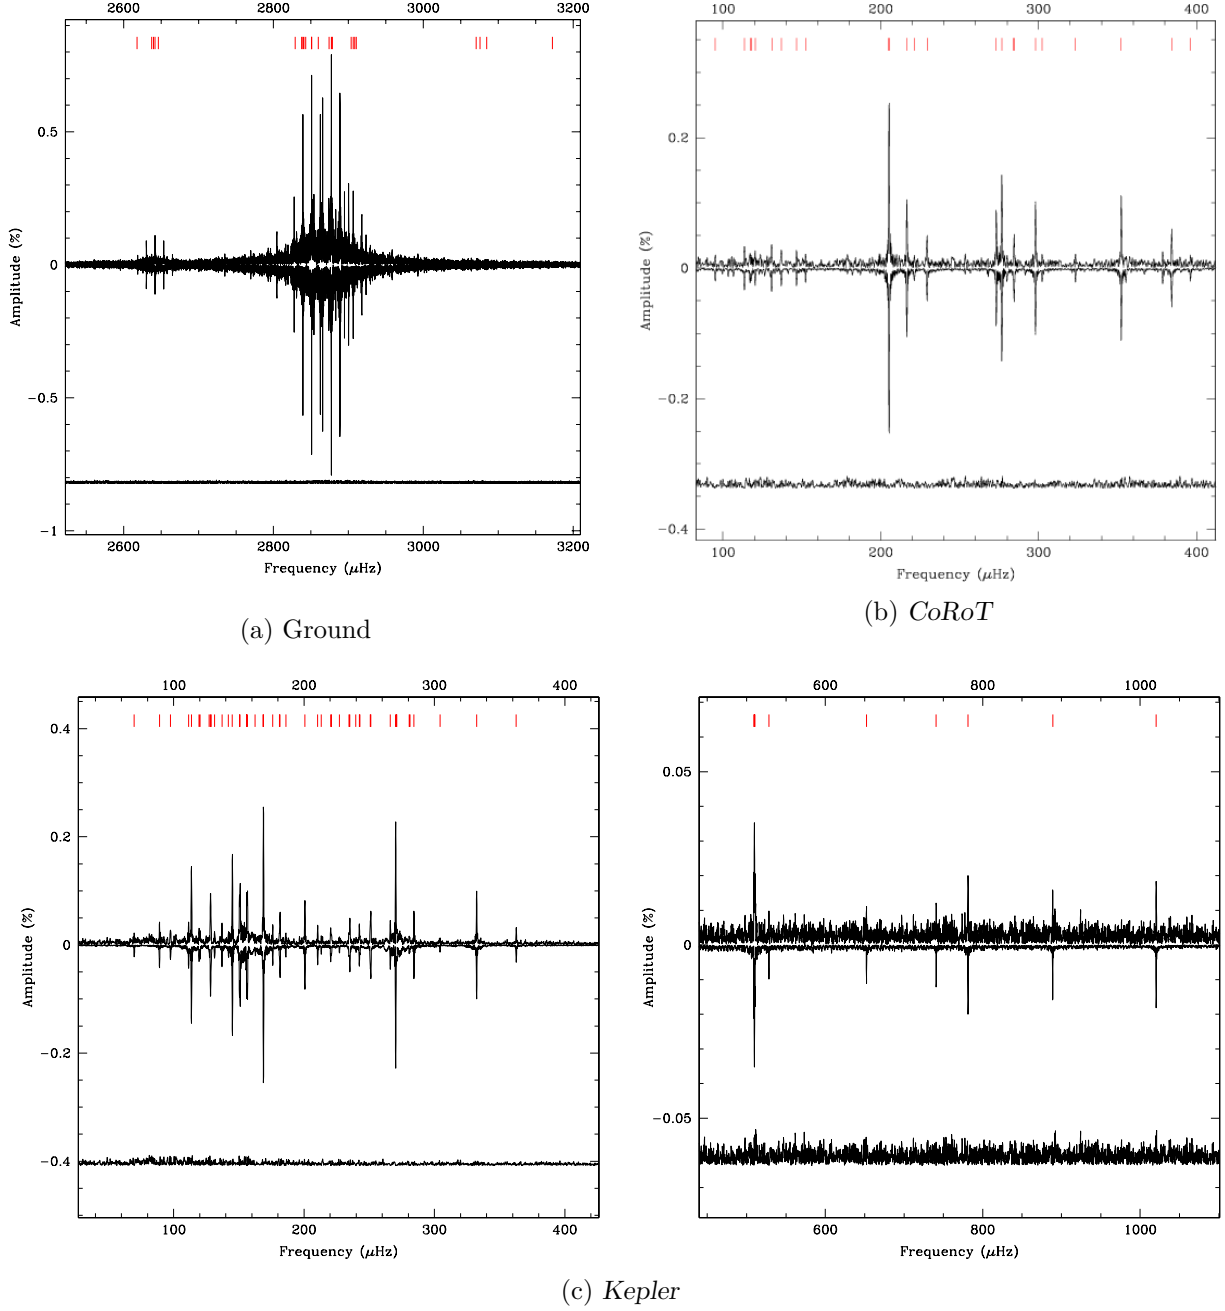 2600 2800 3000 3200
0.5
0
-0.5
-1
Amplitude (%)
2600 2800 3000 3200
Frequency (μHz)
(a) Ground
100 200 300 400
0.2
0
-0.2
-0.4
Amplitude (%)
100 200 300 400
Frequency (μHz)
(b) CoRoT
100 200 300 400
0.4
0.2
0
-0.2
-0.4
Amplitude (%)
100 200 300 400
Frequency (μHz)
600 800 1000
0.05
0
-0.05
Amplitude (%)
600 800 1000
Frequency (μHz)
(c) Kepler